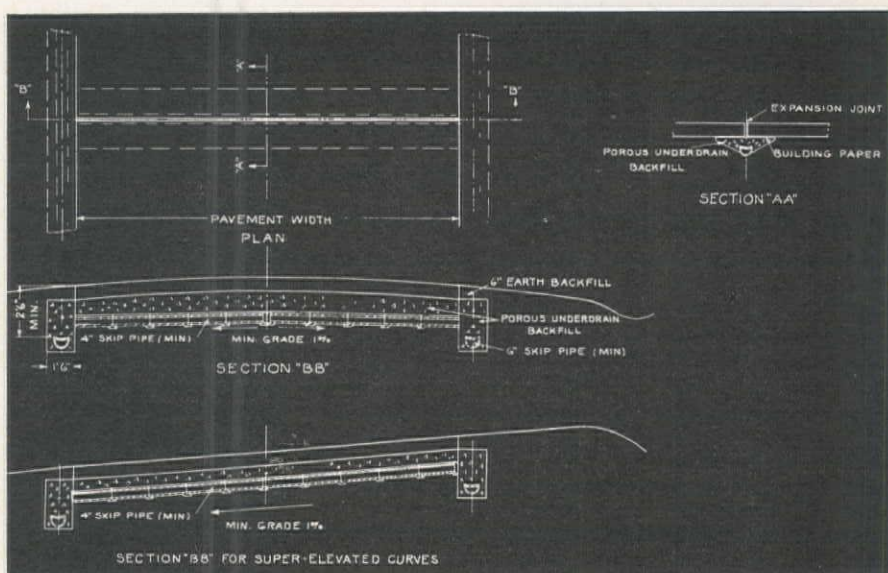 "A"
"B"
"B"
"A"
PAVEMENT WIDTH
PLAN
EXPANSION JOINT
POROUS UNDERDRAIN
BACKFILL
BUILDING PAPER
SECTION "AA"
6" EARTH BACKFILL
2'6"
MIN.
POROUS UNDERDRAIN
BACKFILL
4" SKIP PIPE (MIN)
MIN. GRADE 1%
6" SKIP PIPE (MIN)
1'6"
SECTION "BB"
4" SKIP PIPE (MIN)
MIN. GRADE 1%
SECTION "BB" FOR SUPER-ELEVATED CURVES